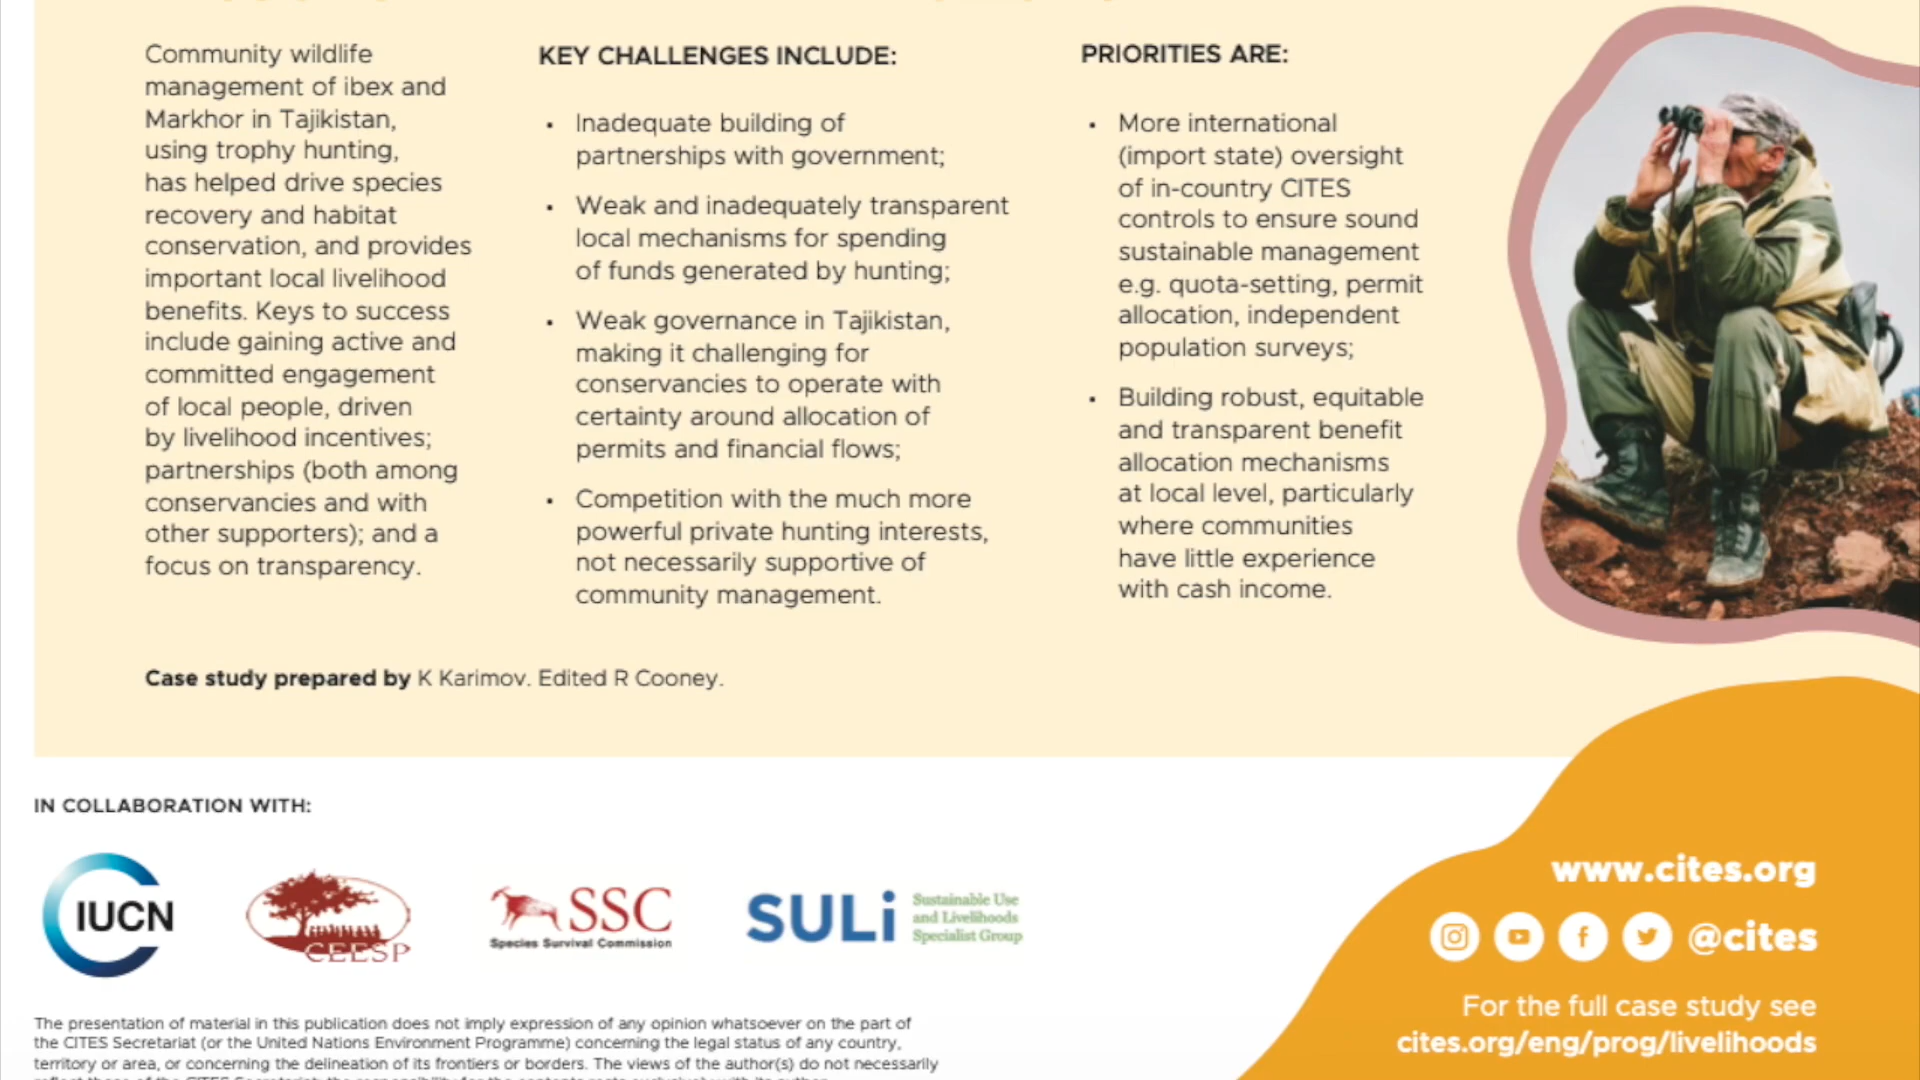 Community wildlife
management of ibex and
Markhor in Tajikistan,
using trophy hunting,
has helped drive species
recovery and habitat
conservation, and provides
important local livelihood
benefits. Keys to success
include gaining active and
committed engagement
of local people, driven
by livelihood incentives;
partnerships (both among
conservancies and with
other supporters); and a
focus on transparency.
KEY CHALLENGES INCLUDE:
• Inadequate building of
partnerships with government;
• Weak and inadequately transparent
local mechanisms for spending
of funds generated by hunting;
• Weak governance in Tajikistan,
making it challenging for
conservancies to operate with
certainty around allocation of
permits and financial flows;
• Competition with the much more
powerful private hunting interests,
not necessarily supportive of
community management.
PRIORITIES ARE:
• More international
(import state) oversight
of in-country CITES
controls to ensure sound
sustainable management
e.g. quota-setting, permit
allocation, independent
population surveys;
• Building robust, equitable
and transparent benefit
allocation mechanisms
at local level, particularly
where communities
have little experience
with cash income.
Case study prepared by K Karimov. Edited R Cooney.
IN COLLABORATION WITH:
IUCN
CEESP
SSC
Species Survival Commission
SULi
Sustainable Use
and Livelihoods
Specialist Group
www.cites.org
@cites
For the full case study see
cites.org/eng/prog/livelihoods
The presentation of material in this publication does not imply expression of any opinion whatsoever on the part of
the CITES Secretariat (or the United Nations Environment Programme) concerning the legal status of any country,
territory or area, or concerning the delineation of its frontiers or borders. The views of the author(s) do not necessarily